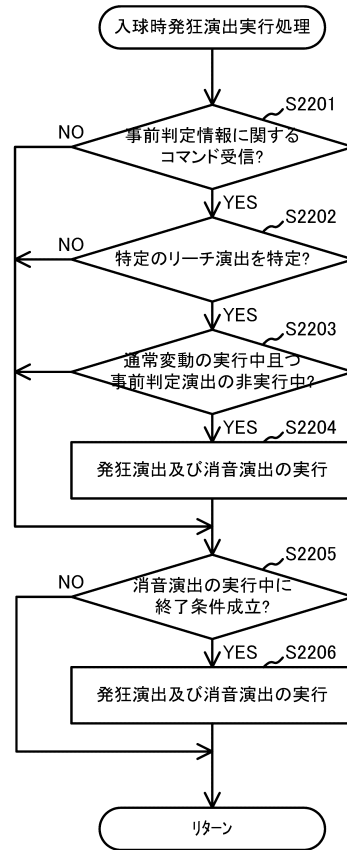 入球時発狂演出実行処理
S2201
NO
事前判定情報に関する
コマンド受信?
YES
S2202
NO
特定のリーチ演出を特定?
YES
S2203
NO
通常変動の実行中且つ
事前判定演出の非実行中?
YES
S2204
発狂演出及び消音演出の実行
S2205
NO
消音演出の実行中に
終了条件成立?
YES
S2206
発狂演出及び消音演出の実行
リターン